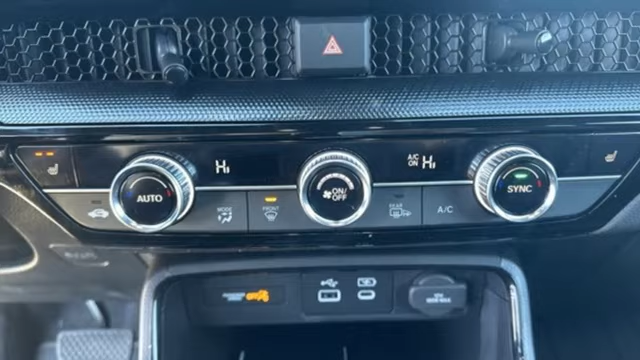 Hi
A/C
ON Hi
AUTO
MODE
FRONT
ON/
OFF
REAR
A/C
SYNC